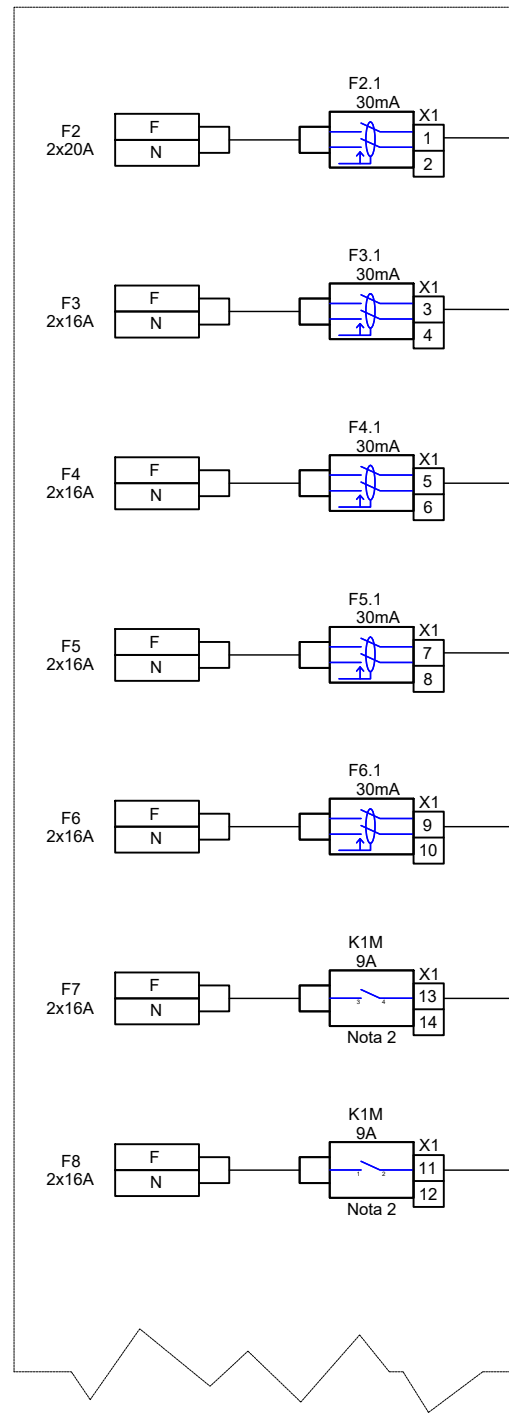 F2.1
30mA
X1
F2
2x20A
F
N
1
2
F3.1
30mA
X1
F3
2x16A
F
N
3
4
F4.1
30mA
X1
F4
2x16A
F
N
5
6
F5.1
30mA
X1
F5
2x16A
F
N
7
8
F6.1
30mA
X1
F6
2x16A
F
N
9
10
K1M
9A
X1
F7
2x16A
F
N
3 4
13
14
Nota 2
K1M
9A
X1
F8
2x16A
F
N
1 2
11
12
Nota 2